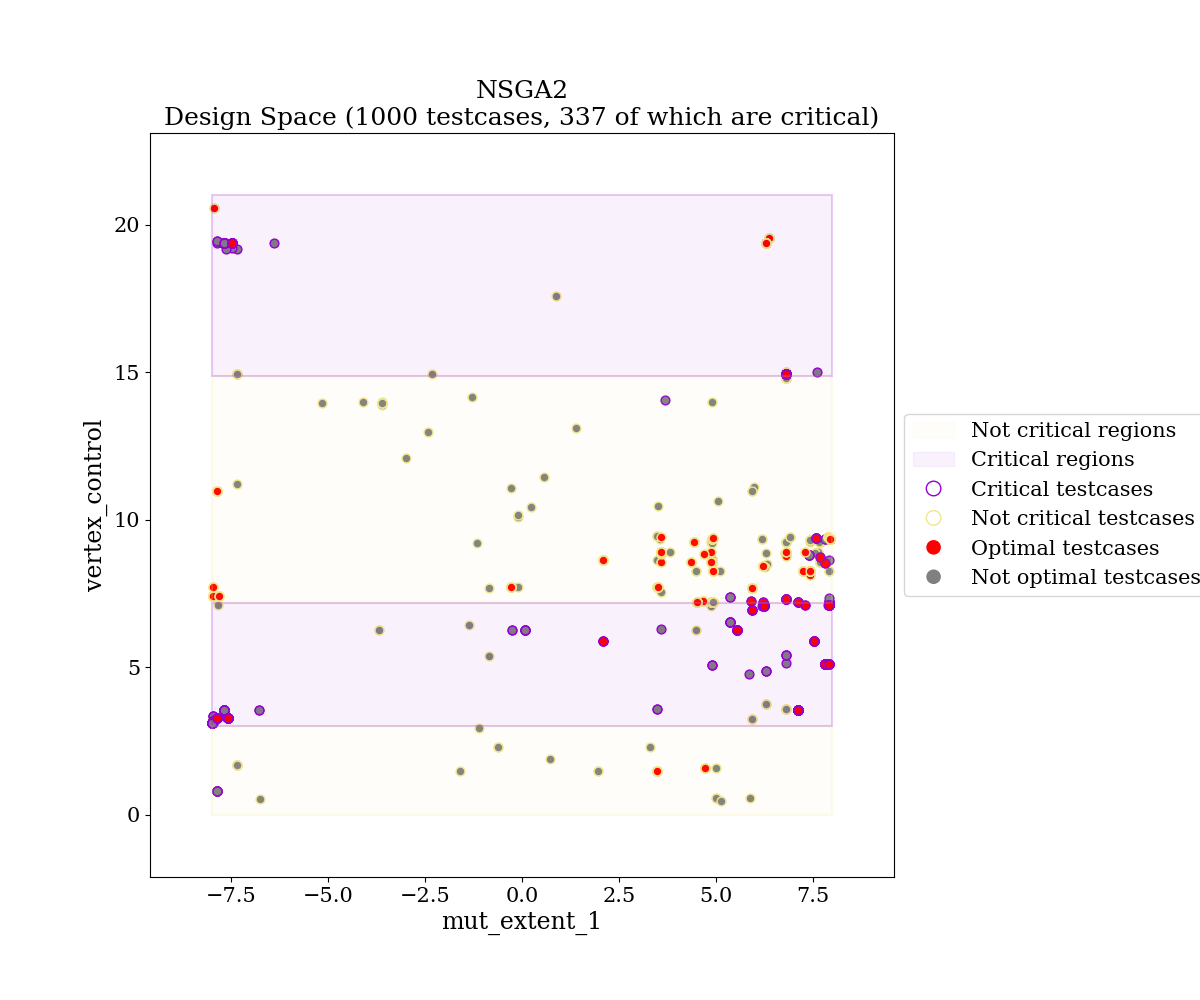 NSGA2
Design Space (1000 testcases, 337 of which are critical)
20
15
10
5
0
vertex_control
−7.5
−5.0
−2.5
0.0
2.5
5.0
7.5
mut_extent_1
Not critical regions
Critical regions
Critical testcases
Not critical testcases
Optimal testcases
Not optimal testcases